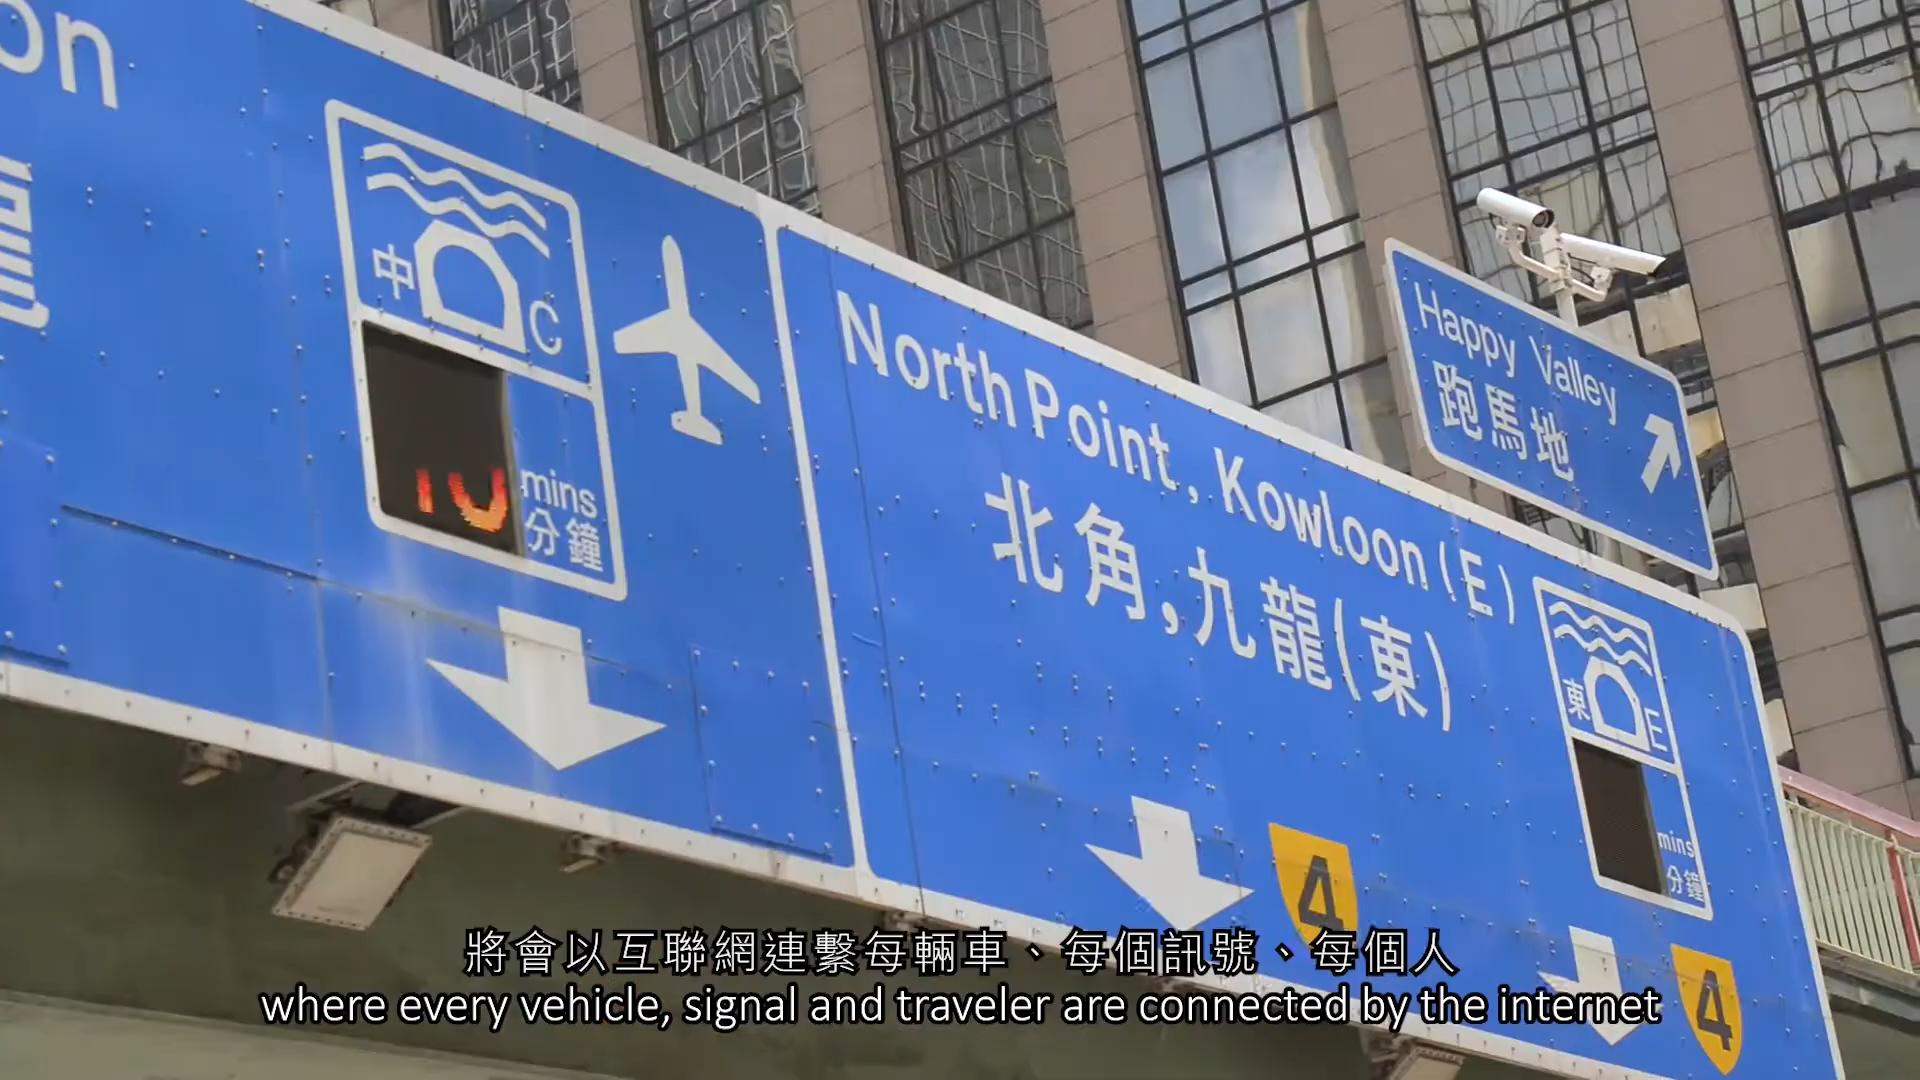 on
龍
中
C
10
mins
分鐘
North Point, Kowloon (E)
北角,九龍(東)
Happy Valley
跑馬地
東
E
mins
分鐘
4
4
將會以互聯網連繫每輛車、每個訊號、每個人
where every vehicle, signal and traveler are connected by the internet